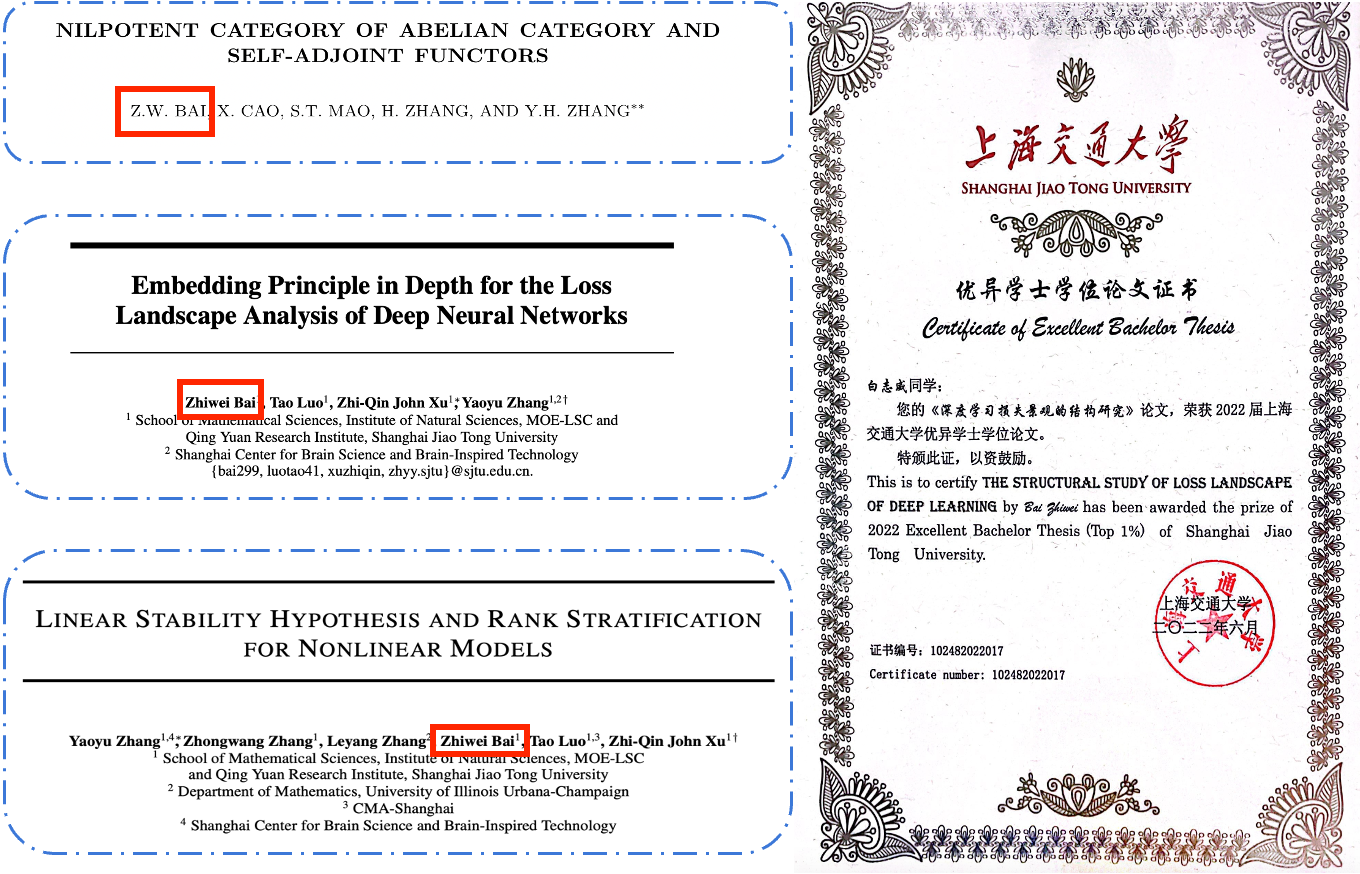 NILPOTENT CATEGORY OF ABELIAN CATEGORY AND
SELF-ADJOINT FUNCTORS
Z.W. BAI, X. CAO, S.T. MAO, H. ZHANG, AND Y.H. ZHANG**
Embedding Principle in Depth for the Loss
Landscape Analysis of Deep Neural Networks
Zhiwei Bai, Tao Luo¹, Zhi-Qin John Xu¹*, Yaoyu Zhang¹,²†
¹ School of Mathematical Sciences, Institute of Natural Sciences, MOE-LSC and
Qing Yuan Research Institute, Shanghai Jiao Tong University
² Shanghai Center for Brain Science and Brain-Inspired Technology
{bai299, luotao41, xuzhiqin, zhyy.sjtu}@sjtu.edu.cn.
LINEAR STABILITY HYPOTHESIS AND RANK STRATIFICATION
FOR NONLINEAR MODELS
Yaoyu Zhang¹,⁴*, Zhongwang Zhang¹, Leyang Zhang², Zhiwei Bai¹, Tao Luo¹,³, Zhi-Qin John Xu¹†
¹ School of Mathematical Sciences, Institute of Natural Sciences, MOE-LSC
and Qing Yuan Research Institute, Shanghai Jiao Tong University
² Department of Mathematics, University of Illinois Urbana-Champaign
³ CMA-Shanghai
⁴ Shanghai Center for Brain Science and Brain-Inspired Technology
上海交通大學
SHANGHAI JIAO TONG UNIVERSITY
优异学士学位论文证书
Certificate of Excellent Bachelor Thesis
白志威同学：
您的《深度学习损失景观的结构研究》论文，荣获 2022 届上海
交通大学优异学士学位论文。
特颁此证，以资鼓励。
This is to certify THE STRUCTURAL STUDY OF LOSS LANDSCAPE
OF DEEP LEARNING by Bai Zhiwei has been awarded the prize of
2022 Excellent Bachelor Thesis (Top 1%) of Shanghai Jiao
Tong University.
上海交通大学
上海交通大学
二〇二二年六月
证书编号：102482022017
Certificate number: 102482022017